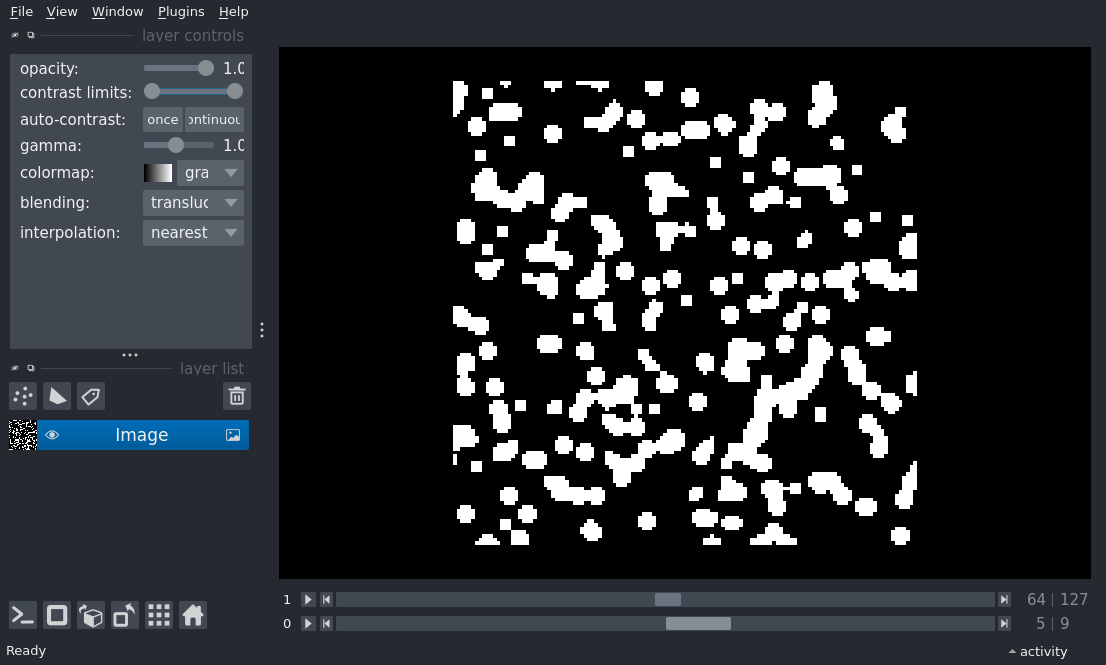 File View Window Plugins Help
layer controls
opacity: 1.0
contrast limits:
auto-contrast: once ontinuou
gamma: 1.0
colormap: gra
blending: transluc
interpolation: nearest
layer list
Image
1 64 | 127
0 5 | 9
Ready activity